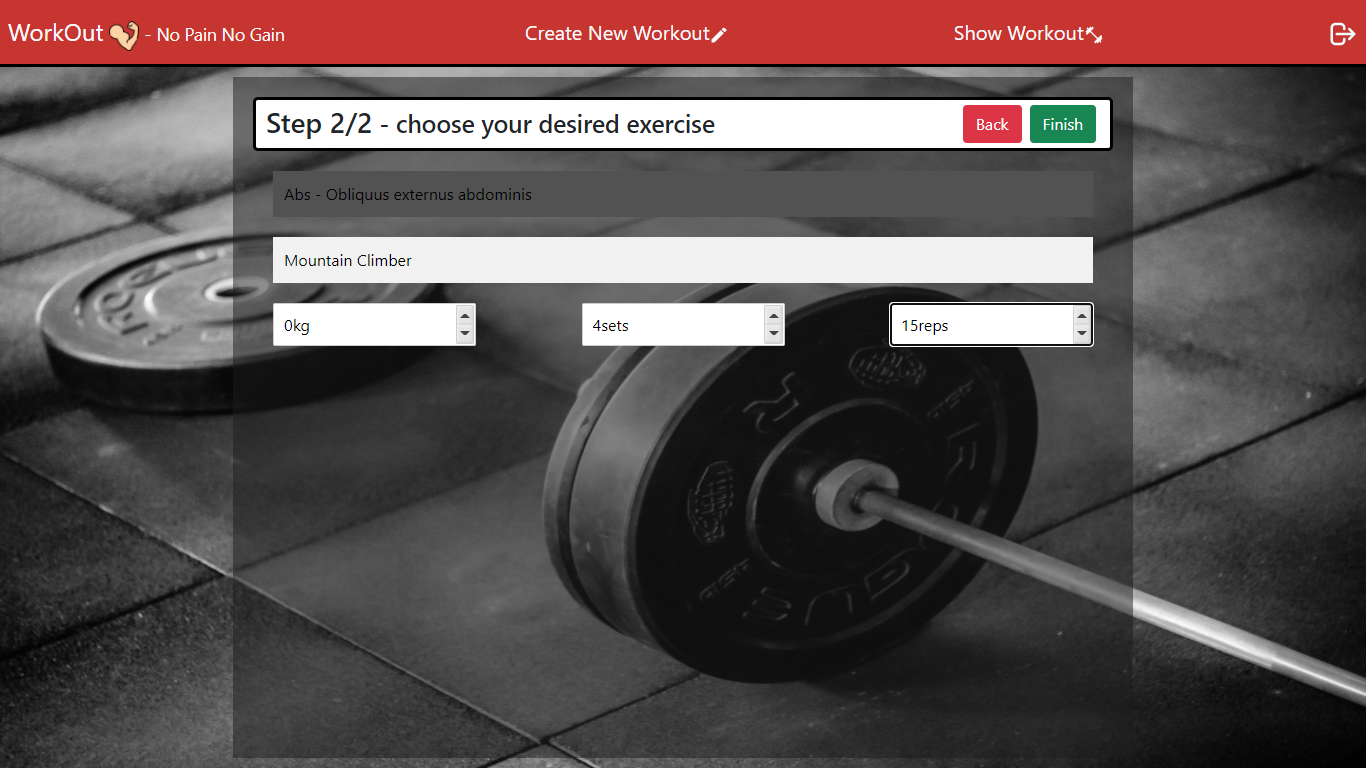 WorkOut - No Pain No Gain
Create New Workout
Show Workout
Step 2/2 - choose your desired exercise
Back
Finish
Abs - Obliquus externus abdominis
Mountain Climber
0kg
4sets
15reps